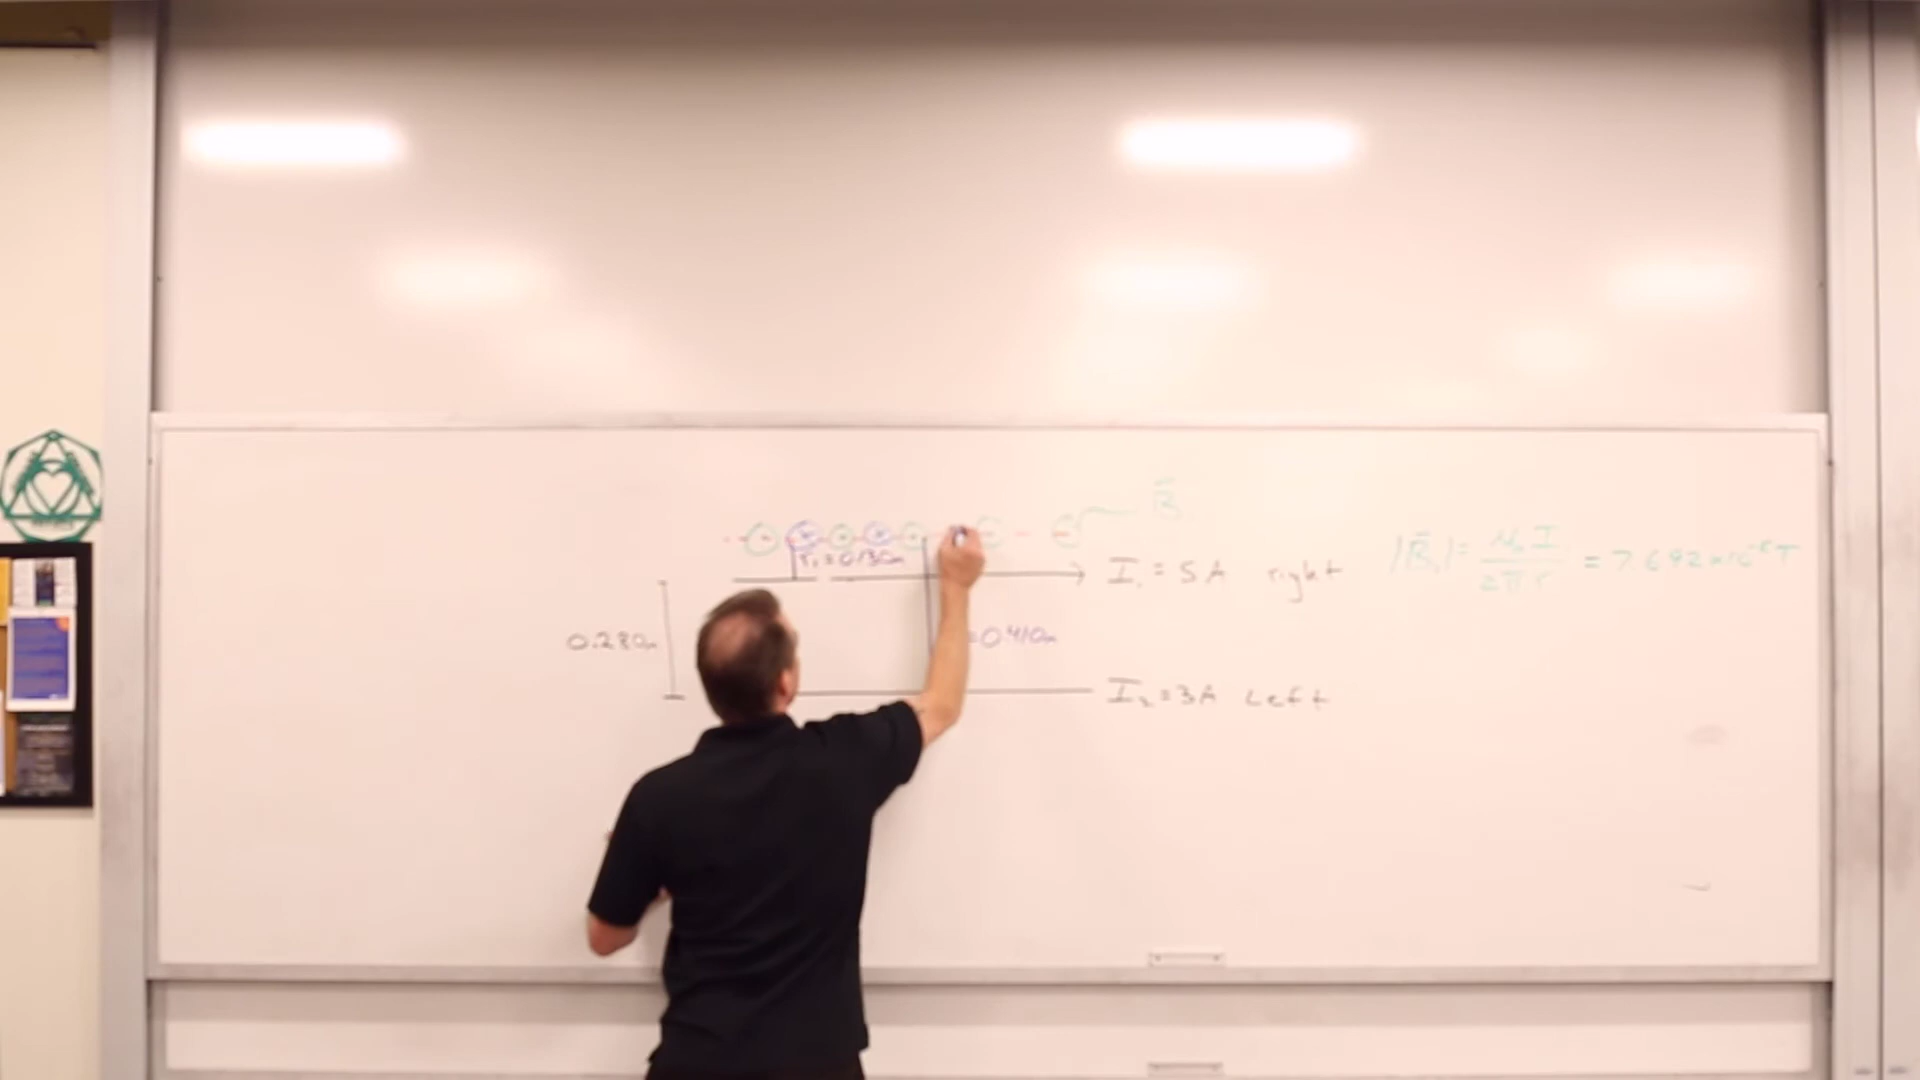 B
r₁=0.130m
I₁ = 5A right
|B₁| = μ₀I / 2πr = 7.692×10⁻⁶T
0.280m
=0.410m
I₂=3A Left